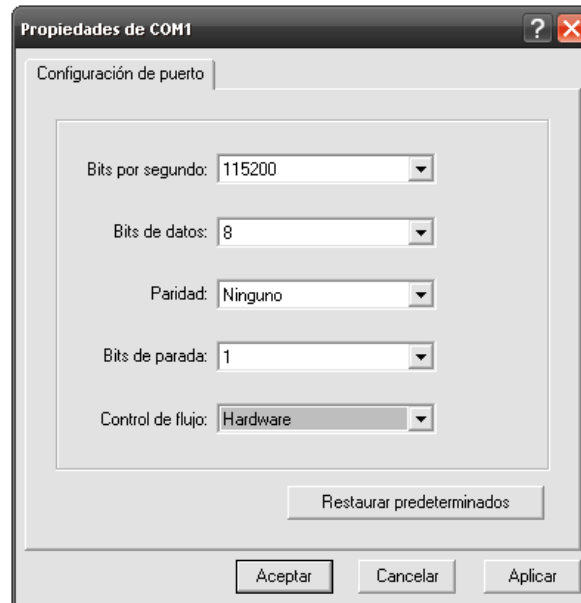 Propiedades de COM1
Configuración de puerto
Bits por segundo: 115200
Bits de datos: 8
Paridad: Ninguno
Bits de parada: 1
Control de flujo: Hardware
Restaurar predeterminados
Aceptar Cancelar Aplicar